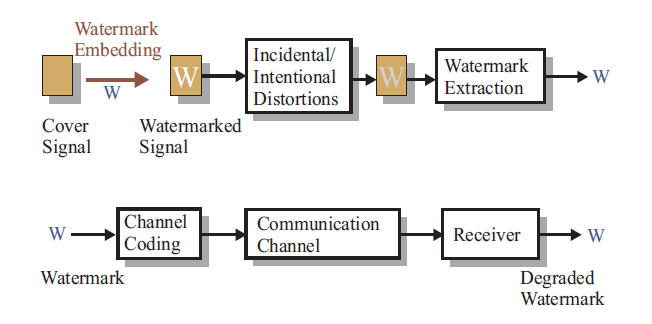 Watermark
Embedding
W
Cover
Signal
W
Watermarked
Signal
Incidental/
Intentional
Distortions
W
Watermark
Extraction
W
W
Watermark
Channel
Coding
Communication
Channel
Receiver
W
Degraded
Watermark